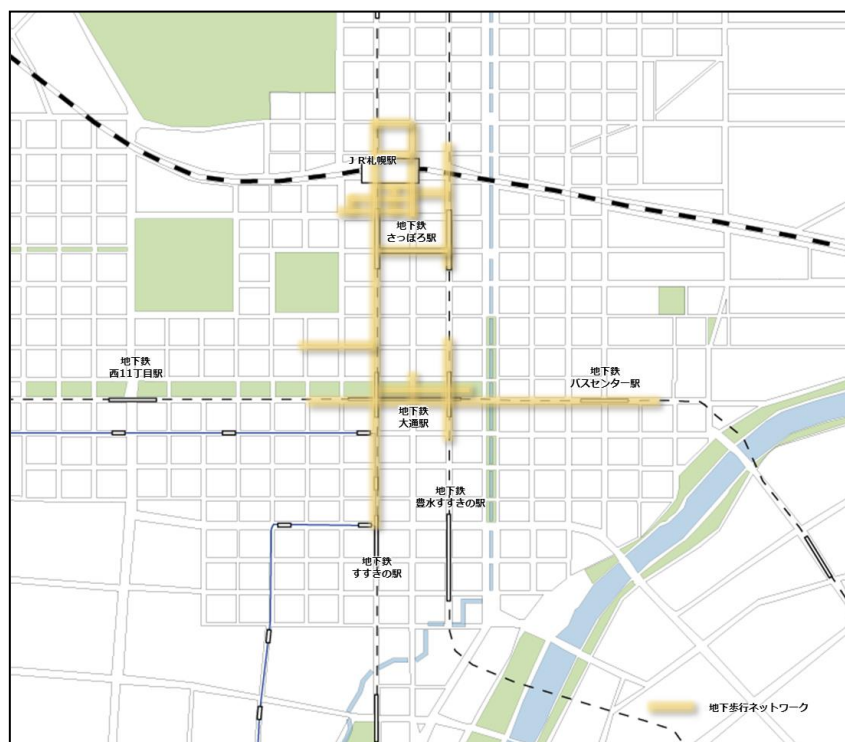 JR札幌駅
地下鉄
さっぽろ駅
地下鉄
西11丁目駅
地下鉄
バスセンター駅
地下鉄
大通駅
地下鉄
豊水すすきの駅
地下鉄
すすきの駅
地下歩行ネットワーク